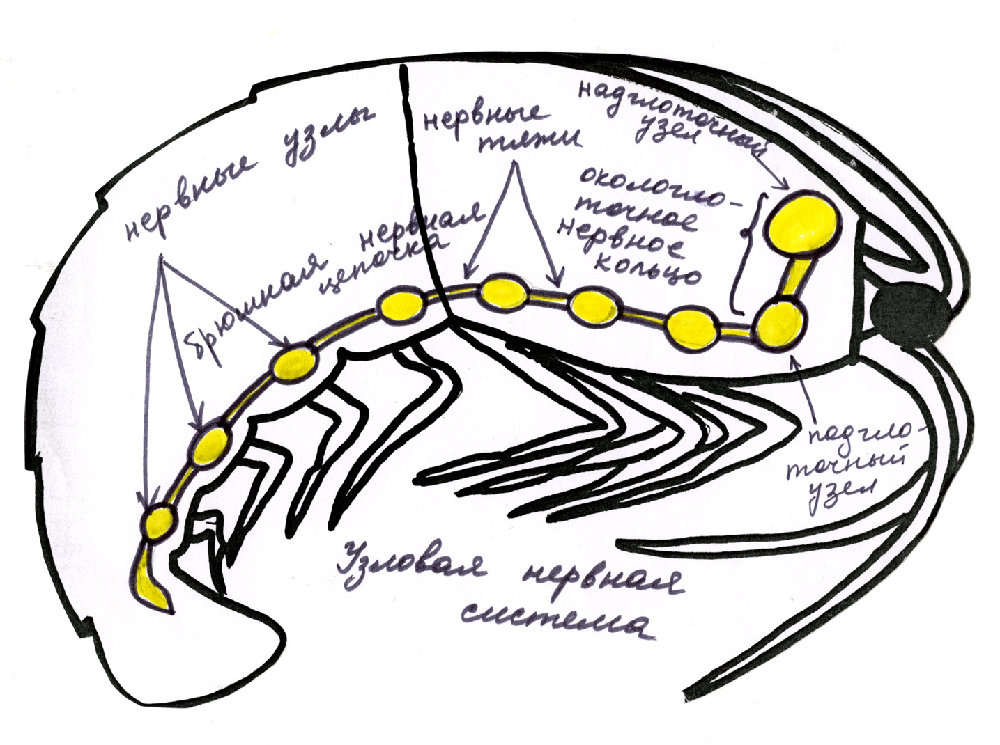 надглоточный
узел
нервные
тяжи
нервные узлы
окологло-
точное
нервное
кольцо
брюшная нервная
цепочка
подгло-
точный
узел
Узловая нервная
система